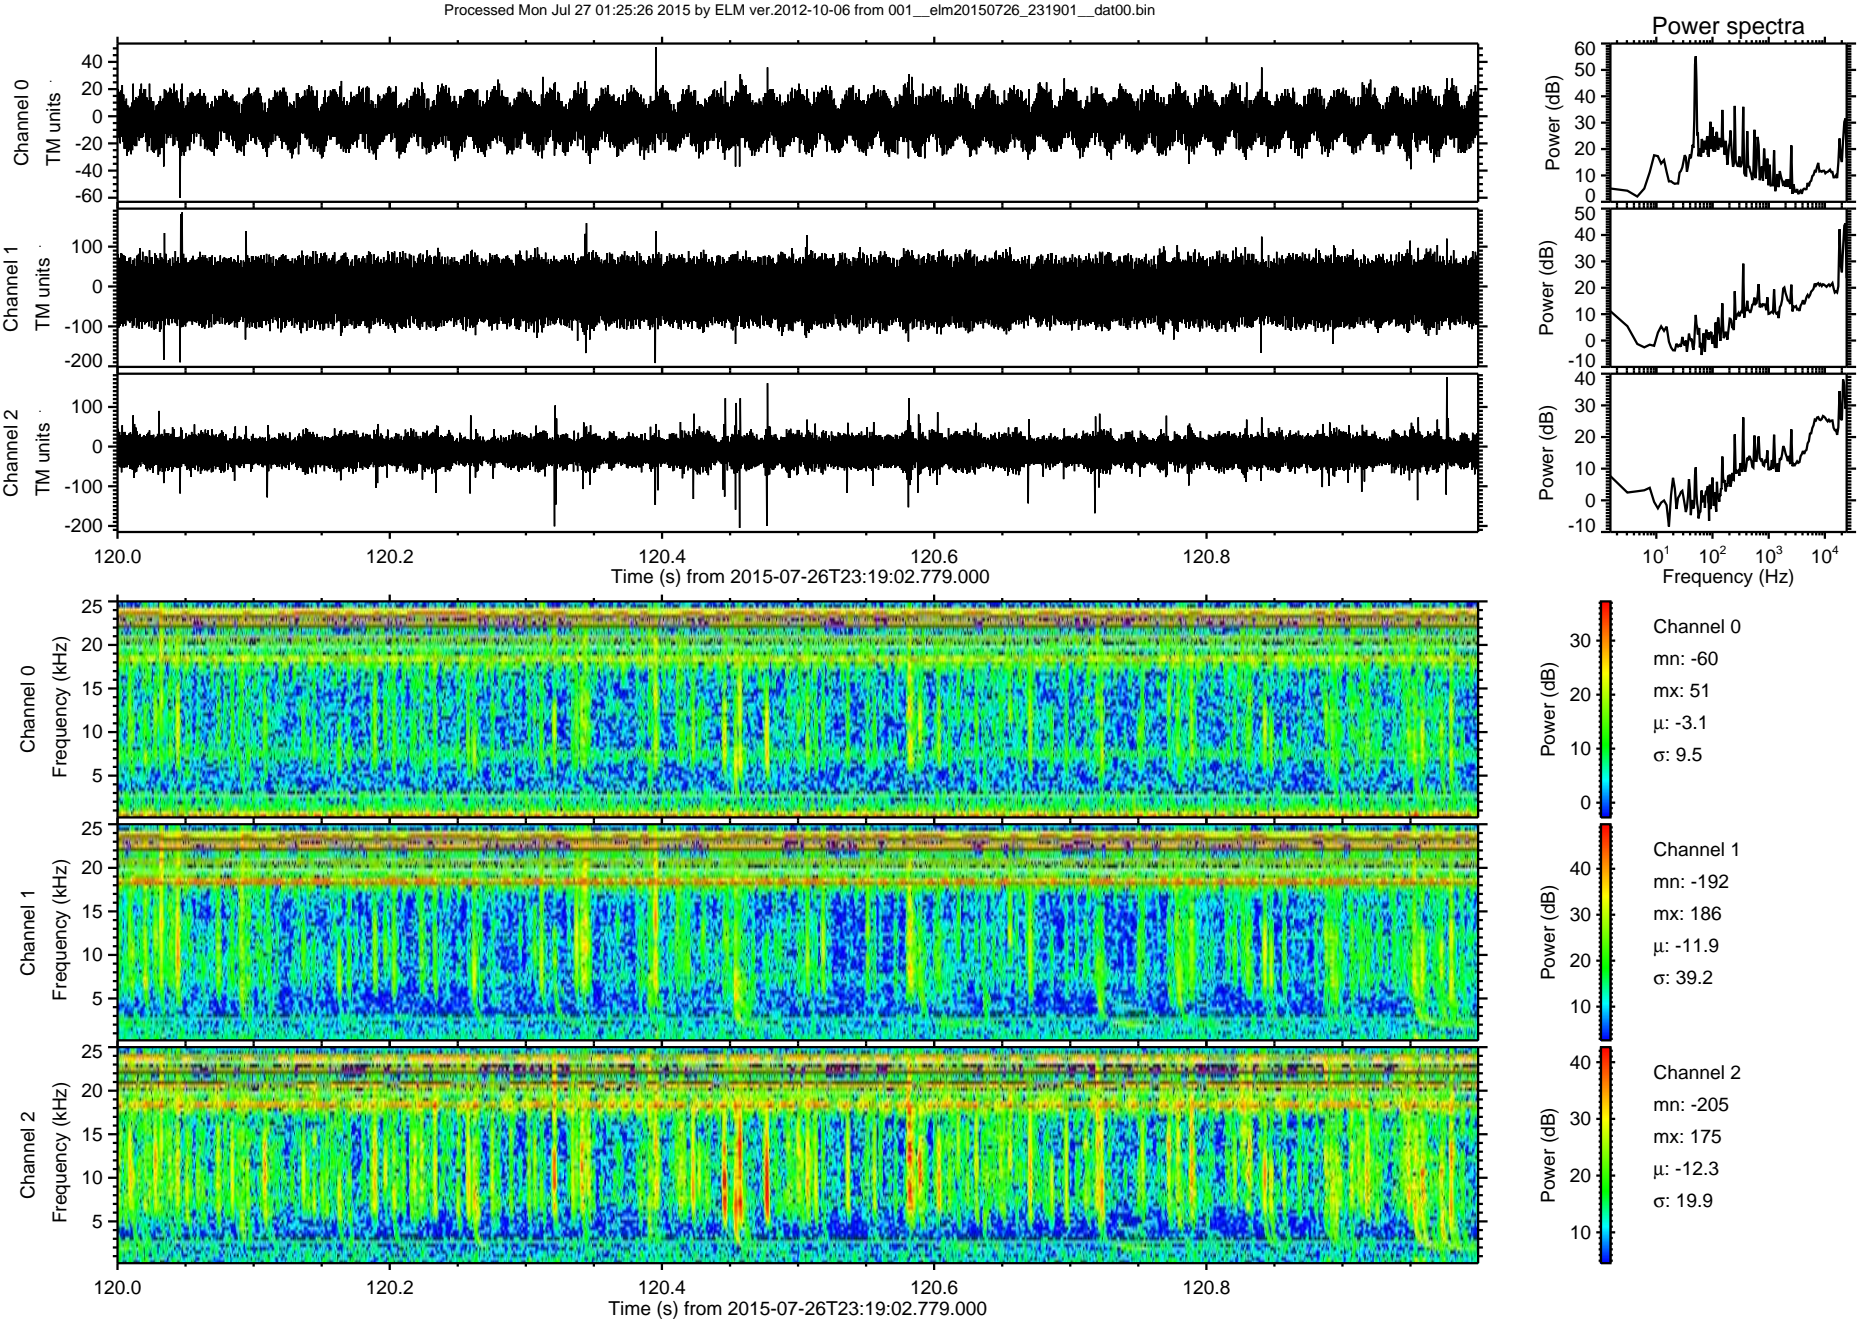 Processed Mon Jul 27 01:25:26 2015 by ELM ver.2012-10-06 from 001__elm20150726_231901__dat00.bin
Power spectra
Channel 0
TM units
40
20
0
-20
-40
-60
Power (dB)
60
50
40
30
20
10
0
Channel 1
TM units
100
0
-100
-200
Power (dB)
50
40
30
20
10
0
-10
Channel 2
TM units
100
0
-100
-200
Power (dB)
40
30
20
10
0
-10
120.0 120.2 120.4 120.6 120.8
Time (s) from 2015-07-26T23:19:02.779.000
10¹ 10² 10³ 10⁴
Frequency (Hz)
Channel 0
Frequency (kHz)
25
20
15
10
5
Power (dB)
30
20
10
0
Channel 0
mn: -60
mx: 51
μ: -3.1
σ: 9.5
Channel 1
Frequency (kHz)
25
20
15
10
5
Power (dB)
40
30
20
10
Channel 1
mn: -192
mx: 186
μ: -11.9
σ: 39.2
Channel 2
Frequency (kHz)
25
20
15
10
5
Power (dB)
40
30
20
10
Channel 2
mn: -205
mx: 175
μ: -12.3
σ: 19.9
120.0 120.2 120.4 120.6 120.8
Time (s) from 2015-07-26T23:19:02.779.000